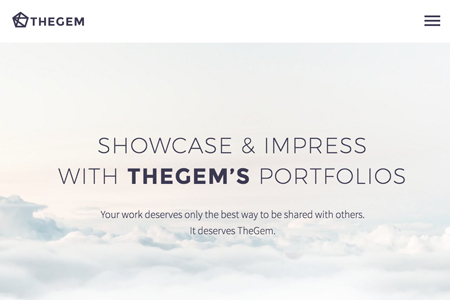 THEGEM
SHOWCASE & IMPRESS
WITH THEGEM'S PORTFOLIOS
Your work deserves only the best way to be shared with others.
It deserves TheGem.